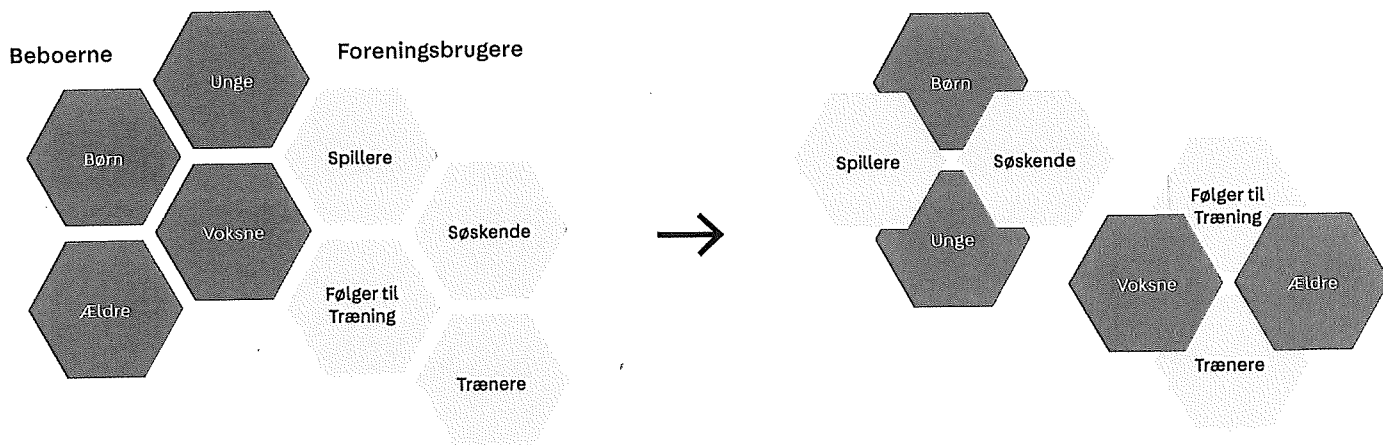 Beboerne
Foreningsbrugere
Unge
Børn
Spillere
Voksne
Søskende
Ældre
Følger til
Træning
Trænere
Børn
Spillere
Søskende
Unge
Følger til
Træning
Voksne
Ældre
Trænere